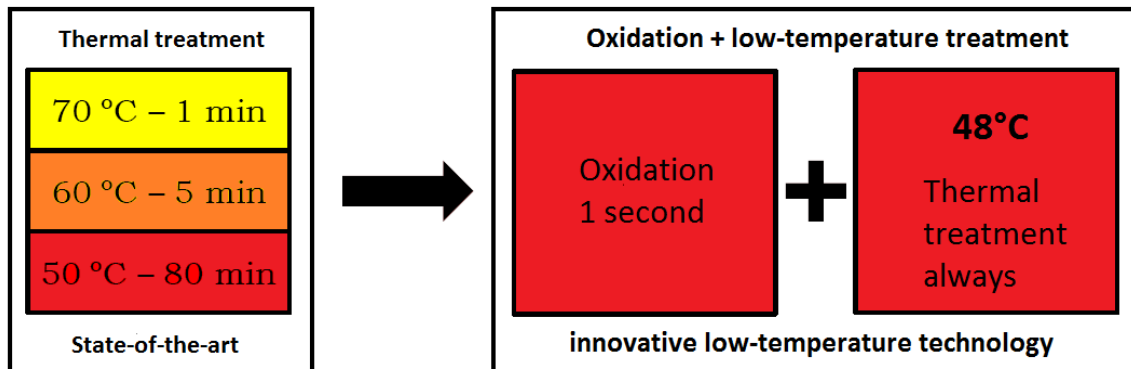 Thermal treatment
70 °C – 1 min
60 °C – 5 min
50 °C – 80 min
State-of-the-art
Oxidation + low-temperature treatment
Oxidation
1 second
48°C
Thermal
treatment
always
innovative low-temperature technology